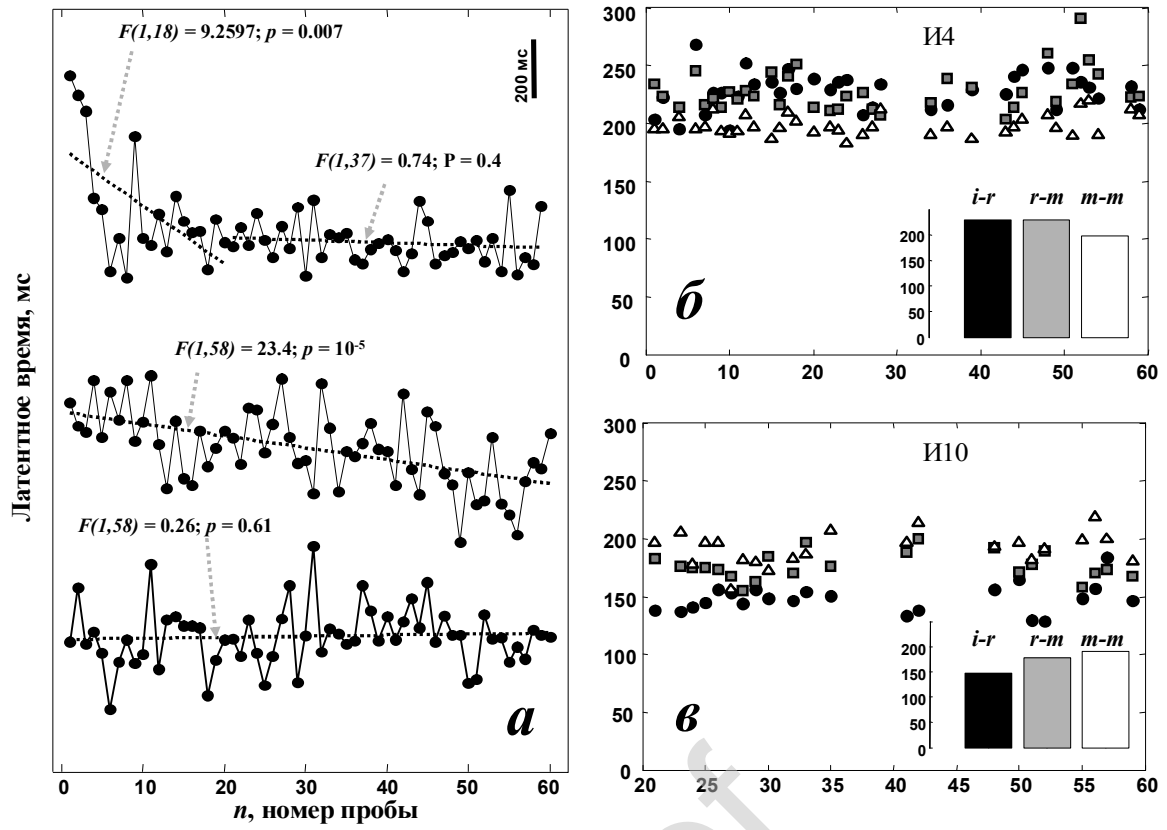 F(1,18) = 9.2597; p = 0.007
200 мс
F(1,37) = 0.74; P = 0.4
F(1,58) = 23.4; p = 10-5
F(1,58) = 0.26; p = 0.61
Латентное время, мс
а
0 10 20 30 40 50 60
n, номер пробы
300
250
200
150
100
50
0
И4
i-r r-m m-m
200
150
100
50
0
б
0 10 20 30 40 50 60
300
250
200
150
100
50
0
И10
i-r r-m m-m
200
150
100
50
0
в
20 25 30 35 40 45 50 55 60